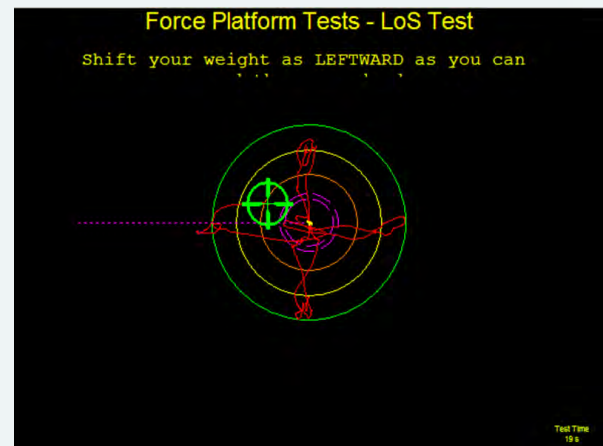 Force Platform Tests - LoS Test
Shift your weight as LEFTWARD as you can
Test Time
19 s